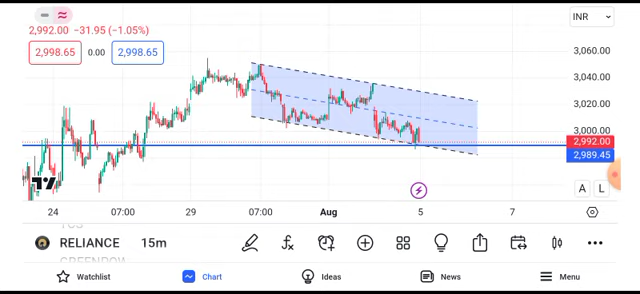 INR
2,992.00 −31.95 (−1.05%)
2,998.65 0.00 2,998.65
3,060.00
3,040.00
3,020.00
3,000.00
2,992.00
2,989.45
A L
24 07:00 29 07:00 Aug 5 7
RELIANCE 15m
Watchlist Chart Ideas News Menu